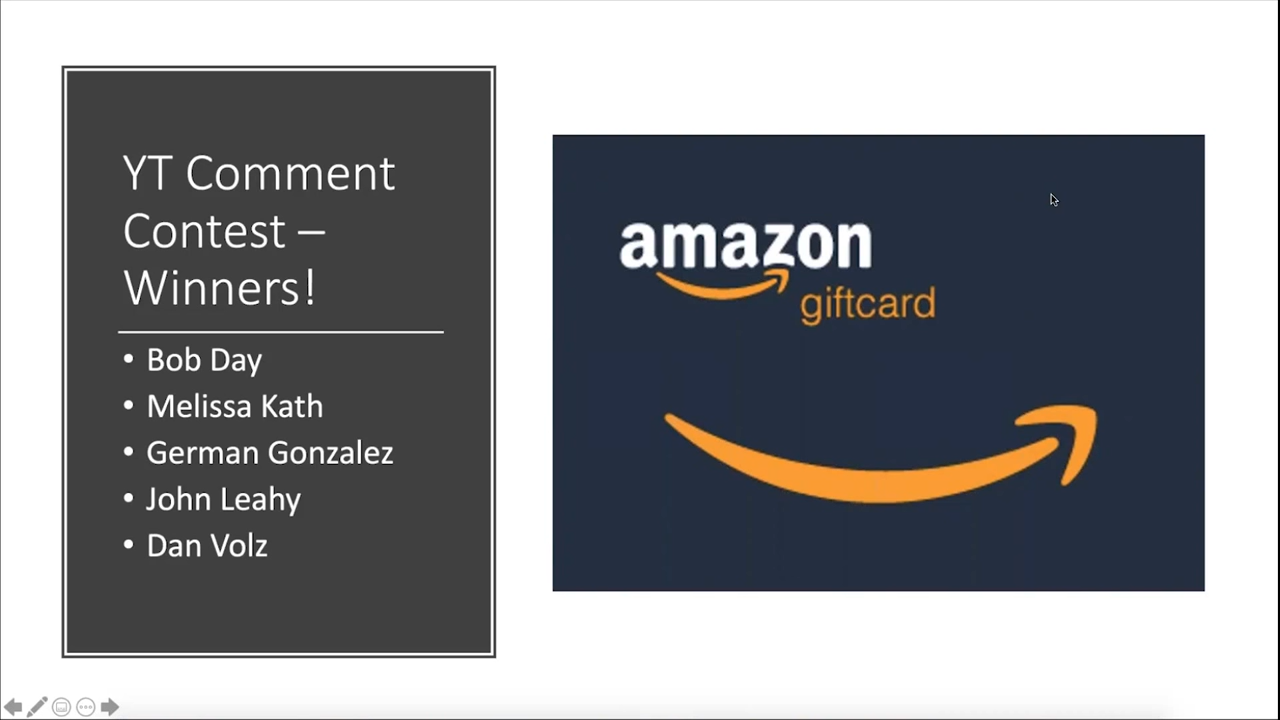 YT Comment
Contest –
Winners!
• Bob Day
• Melissa Kath
• German Gonzalez
• John Leahy
• Dan Volz
amazon
giftcard